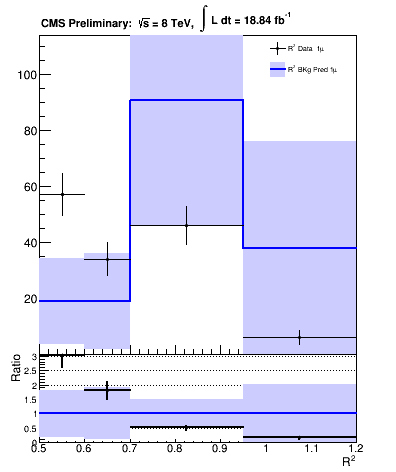 CMS Preliminary: √s = 8 TeV, ∫ L dt = 18.84 fb⁻¹
R² Data 1μ
R² BKg Pred 1μ
100
80
60
40
20
Ratio
3
2.5
2
1.5
1
0.5
0
0.5 0.6 0.7 0.8 0.9 1 1.1 1.2
R²